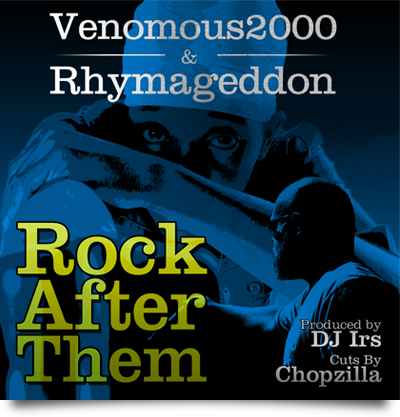 Venomous2000
&
Rhymageddon
Rock
After
Them
Produced by
DJ Irs
Cuts By
Chopzilla